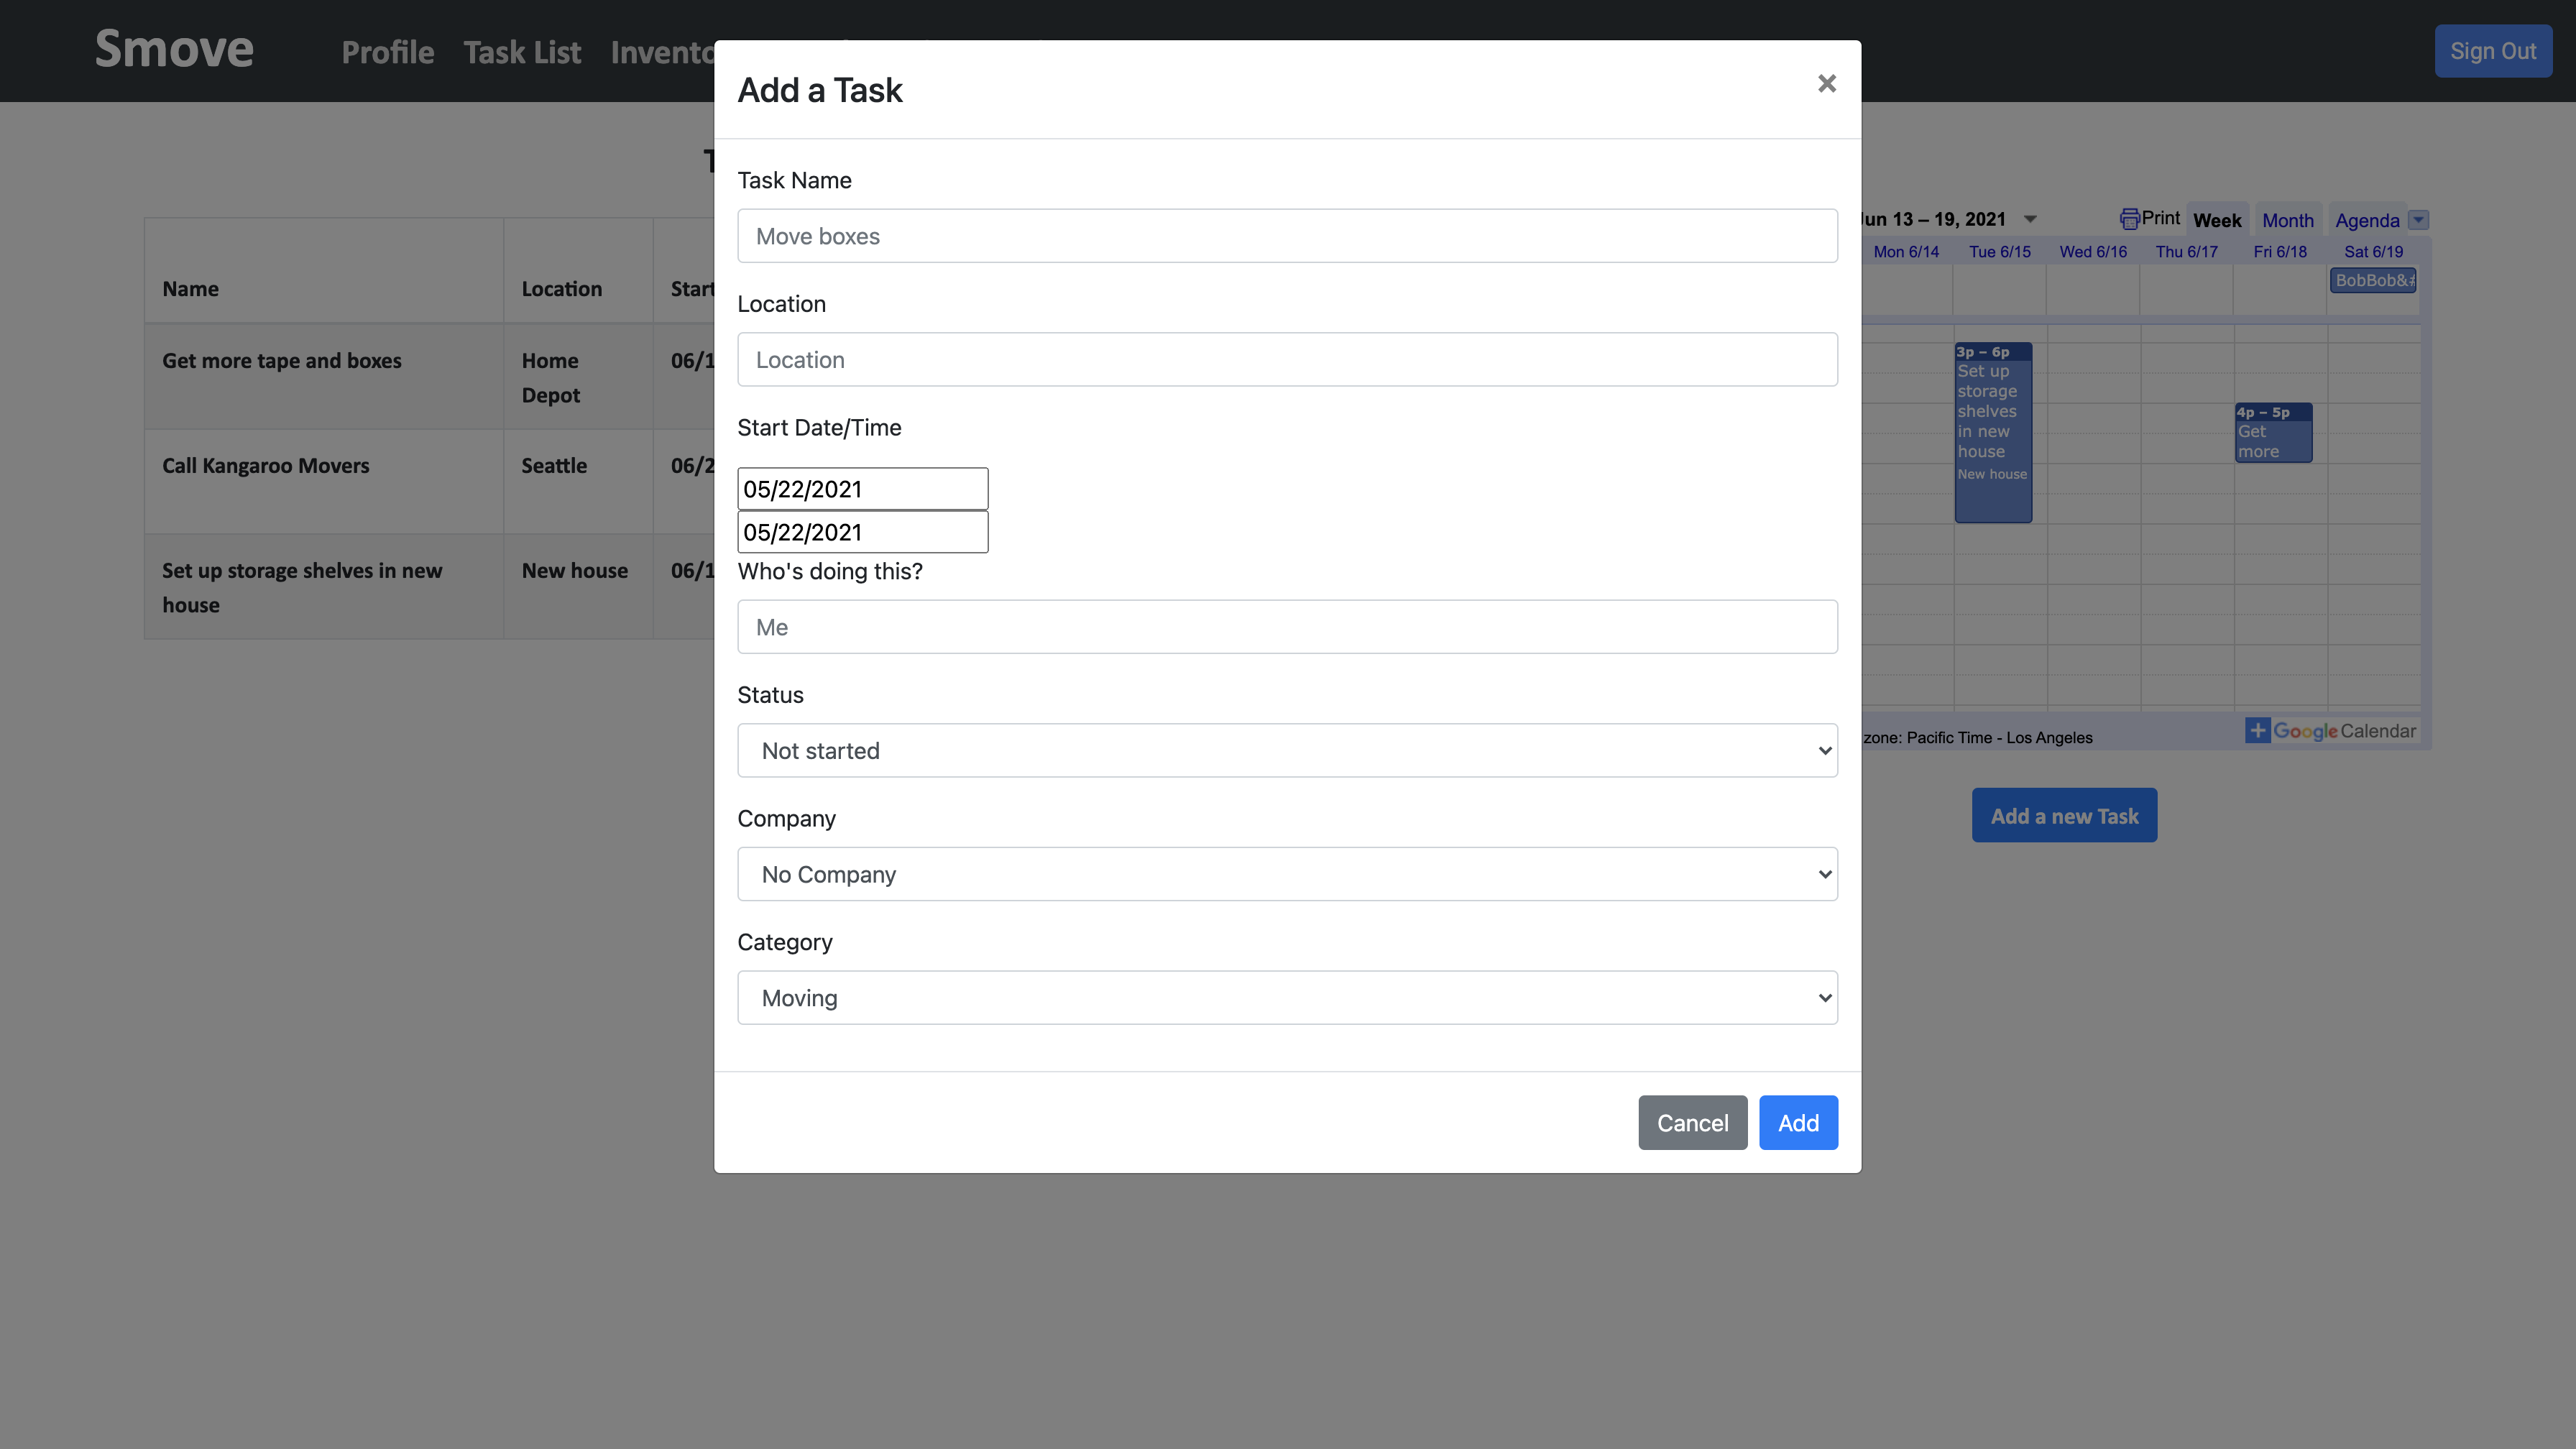 Smove
Profile Task List
Sign Out
Add a Task
×
Task Name
Move boxes
Location
Location
Start Date/Time
05/22/2021
05/22/2021
Who's doing this?
Me
Status
Not started
Company
No Company
Category
Moving
Cancel Add
Name Location Start
Get more tape and boxes Home 06/1
Depot
Call Kangaroo Movers Seattle 06/2
Set up storage shelves in new New house 06/1
house
Jun 13 – 19, 2021 Print Week Month Agenda
Mon 6/14 Tue 6/15 Wed 6/16 Thu 6/17 Fri 6/18 Sat 6/19
BobBob&#
3p – 6p
Set up
storage
shelves
in new
house
New house
4p – 5p
Get
more
zone: Pacific Time - Los Angeles
Google Calendar
Add a new Task